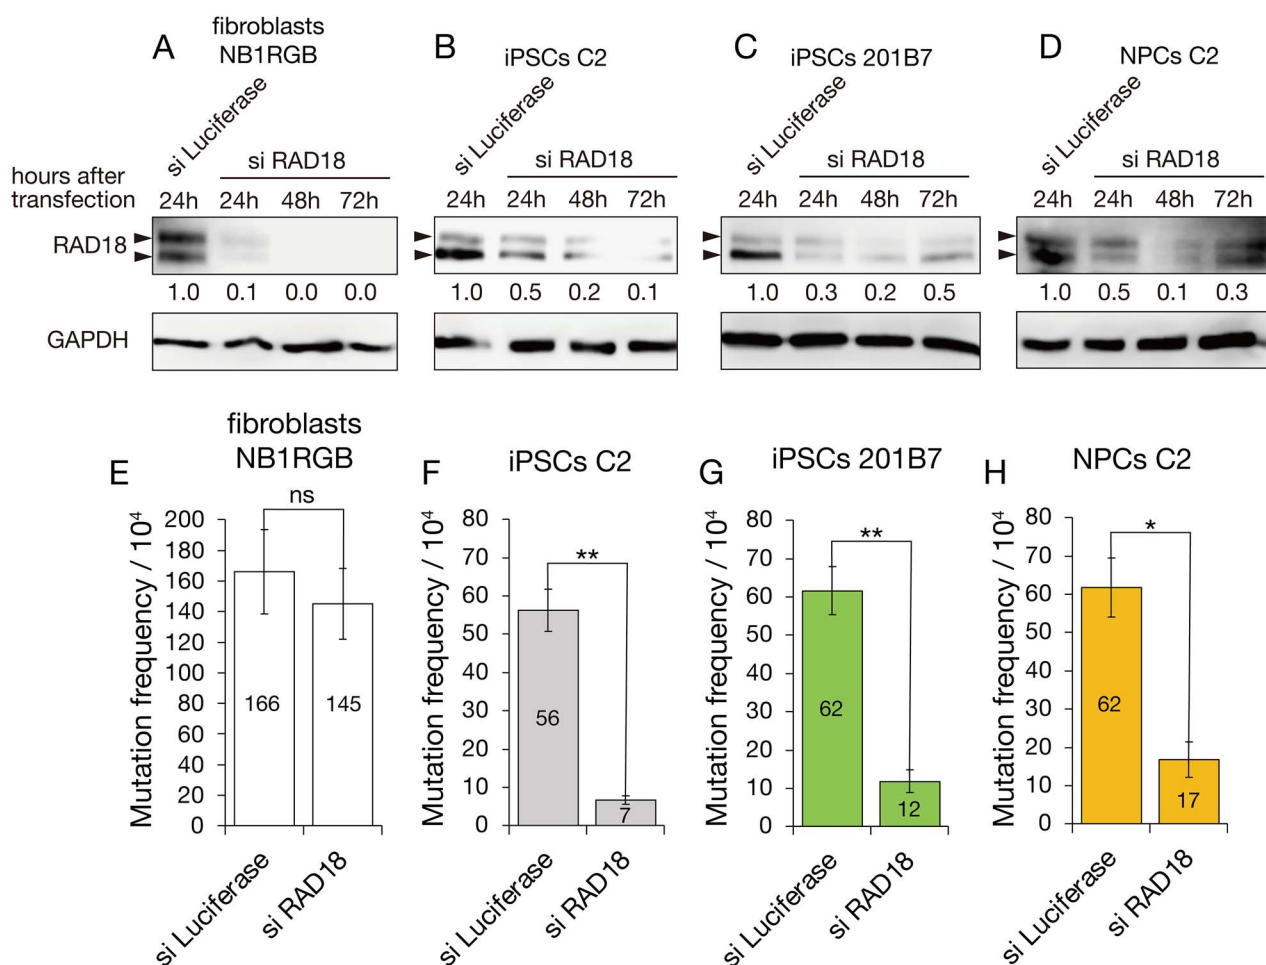 A
fibroblasts
NB1RGB
B
iPSCs C2
C
iPSCs 201B7
D
NPCs C2
si Luciferase
si RAD18
si Luciferase
si RAD18
si Luciferase
si RAD18
si Luciferase
si RAD18
hours after
transfection
24h 24h 48h 72h
24h 24h 48h 72h
24h 24h 48h 72h
24h 24h 48h 72h
RAD18
1.0 0.1 0.0 0.0
1.0 0.5 0.2 0.1
1.0 0.3 0.2 0.5
1.0 0.5 0.1 0.3
GAPDH
E
fibroblasts
NB1RGB
ns
Mutation frequency / 10⁴
200
180
160
140
120
100
80
60
40
20
0
166
145
si Luciferase
si RAD18
F
iPSCs C2
**
Mutation frequency / 10⁴
80
70
60
50
40
30
20
10
0
56
7
si Luciferase
si RAD18
G
iPSCs 201B7
**
Mutation frequency / 10⁴
80
70
60
50
40
30
20
10
0
62
12
si Luciferase
si RAD18
H
NPCs C2
*
Mutation frequency / 10⁴
80
70
60
50
40
30
20
10
0
62
17
si Luciferase
si RAD18